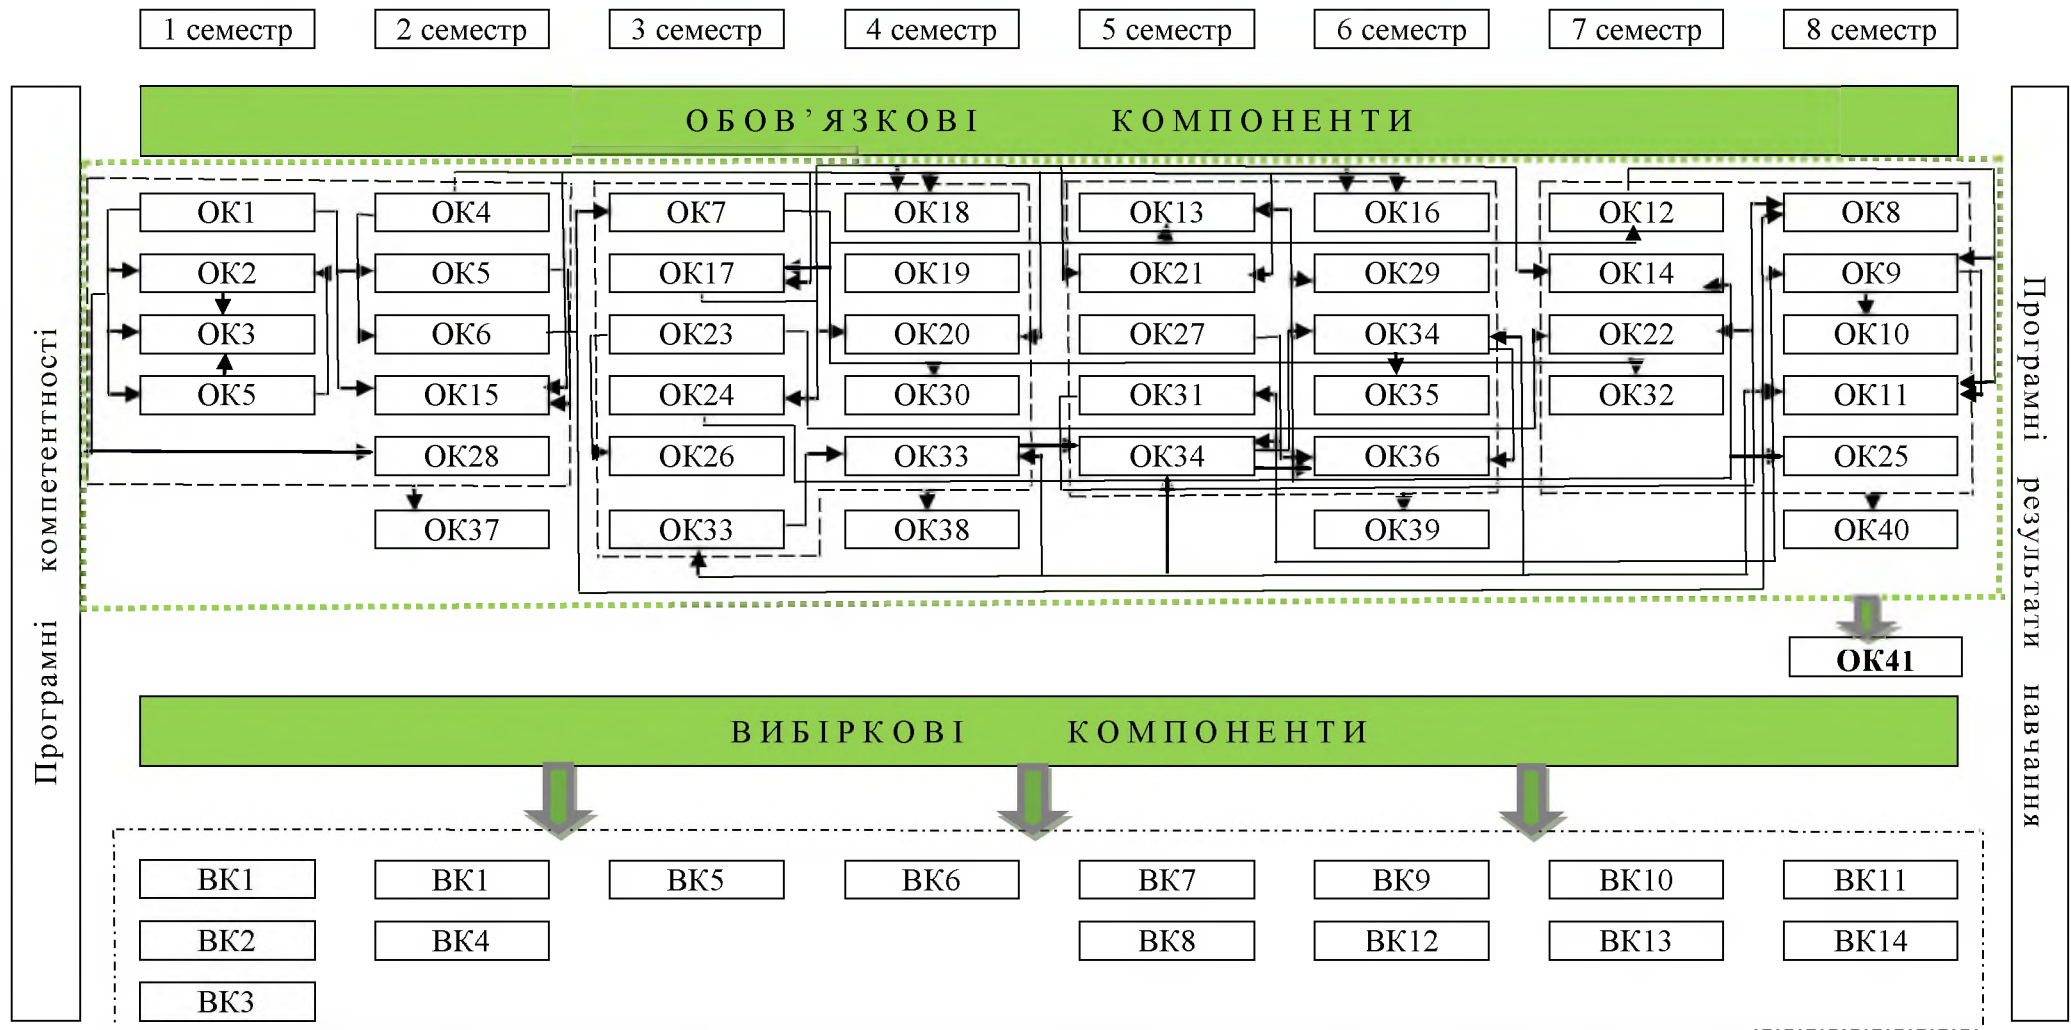 1 семестр 2 семестр 3 семестр 4 семестр 5 семестр 6 семестр 7 семестр 8 семестр
Програмні компетентності
ОБОВ’ЯЗКОВІ КОМПОНЕНТИ
ОК1 ОК4 ОК7 ОК18 ОК13 ОК16 ОК12 ОК8
ОК2 ОК5 ОК17 ОК19 ОК21 ОК29 ОК14 ОК9
ОК3 ОК6 ОК23 ОК20 ОК27 ОК34 ОК22 ОК10
ОК5 ОК15 ОК24 ОК30 ОК31 ОК35 ОК32 ОК11
ОК28 ОК26 ОК33 ОК34 ОК36 ОК25
ОК37 ОК33 ОК38 ОК39 ОК40
ОК41
ВИБІРКОВІ КОМПОНЕНТИ
ВК1 ВК1 ВК5 ВК6 ВК7 ВК9 ВК10 ВК11
ВК2 ВК4 ВК8 ВК12 ВК13 ВК14
ВК3
Програмні результати навчання